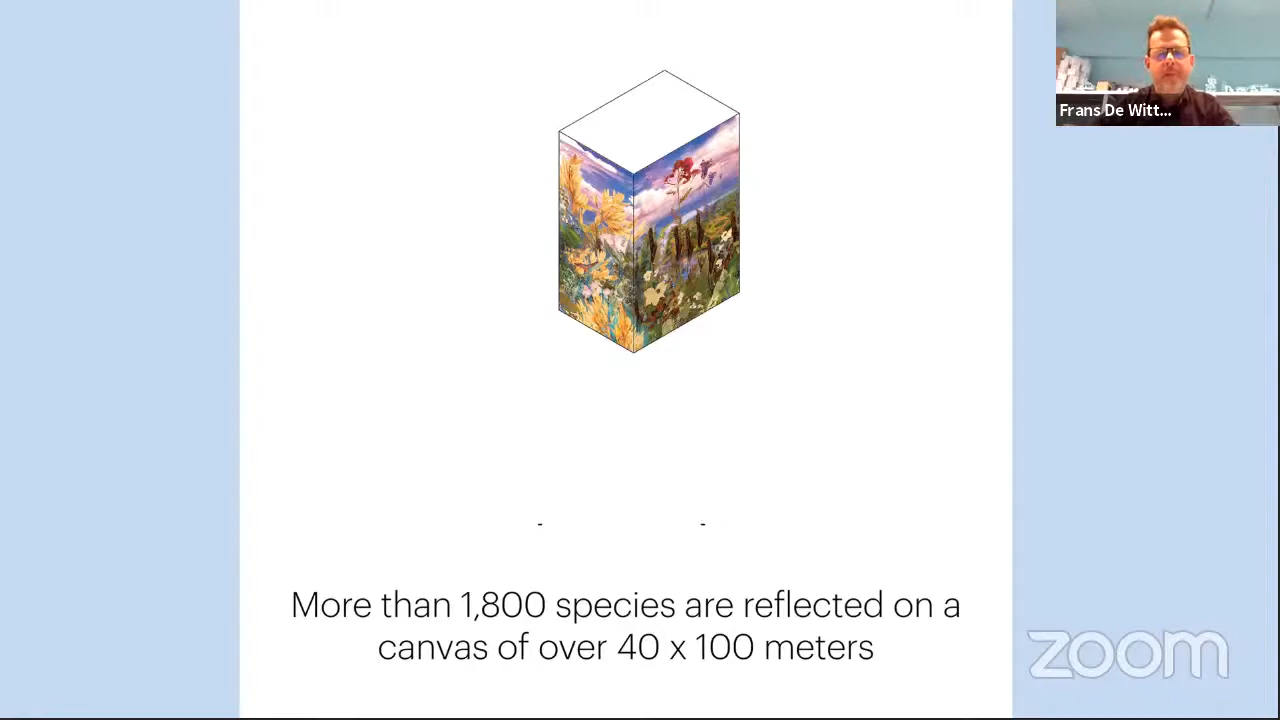 Frans De Witt...
- -
More than 1,800 species are reflected on a
canvas of over 40 x 100 meters
zoom